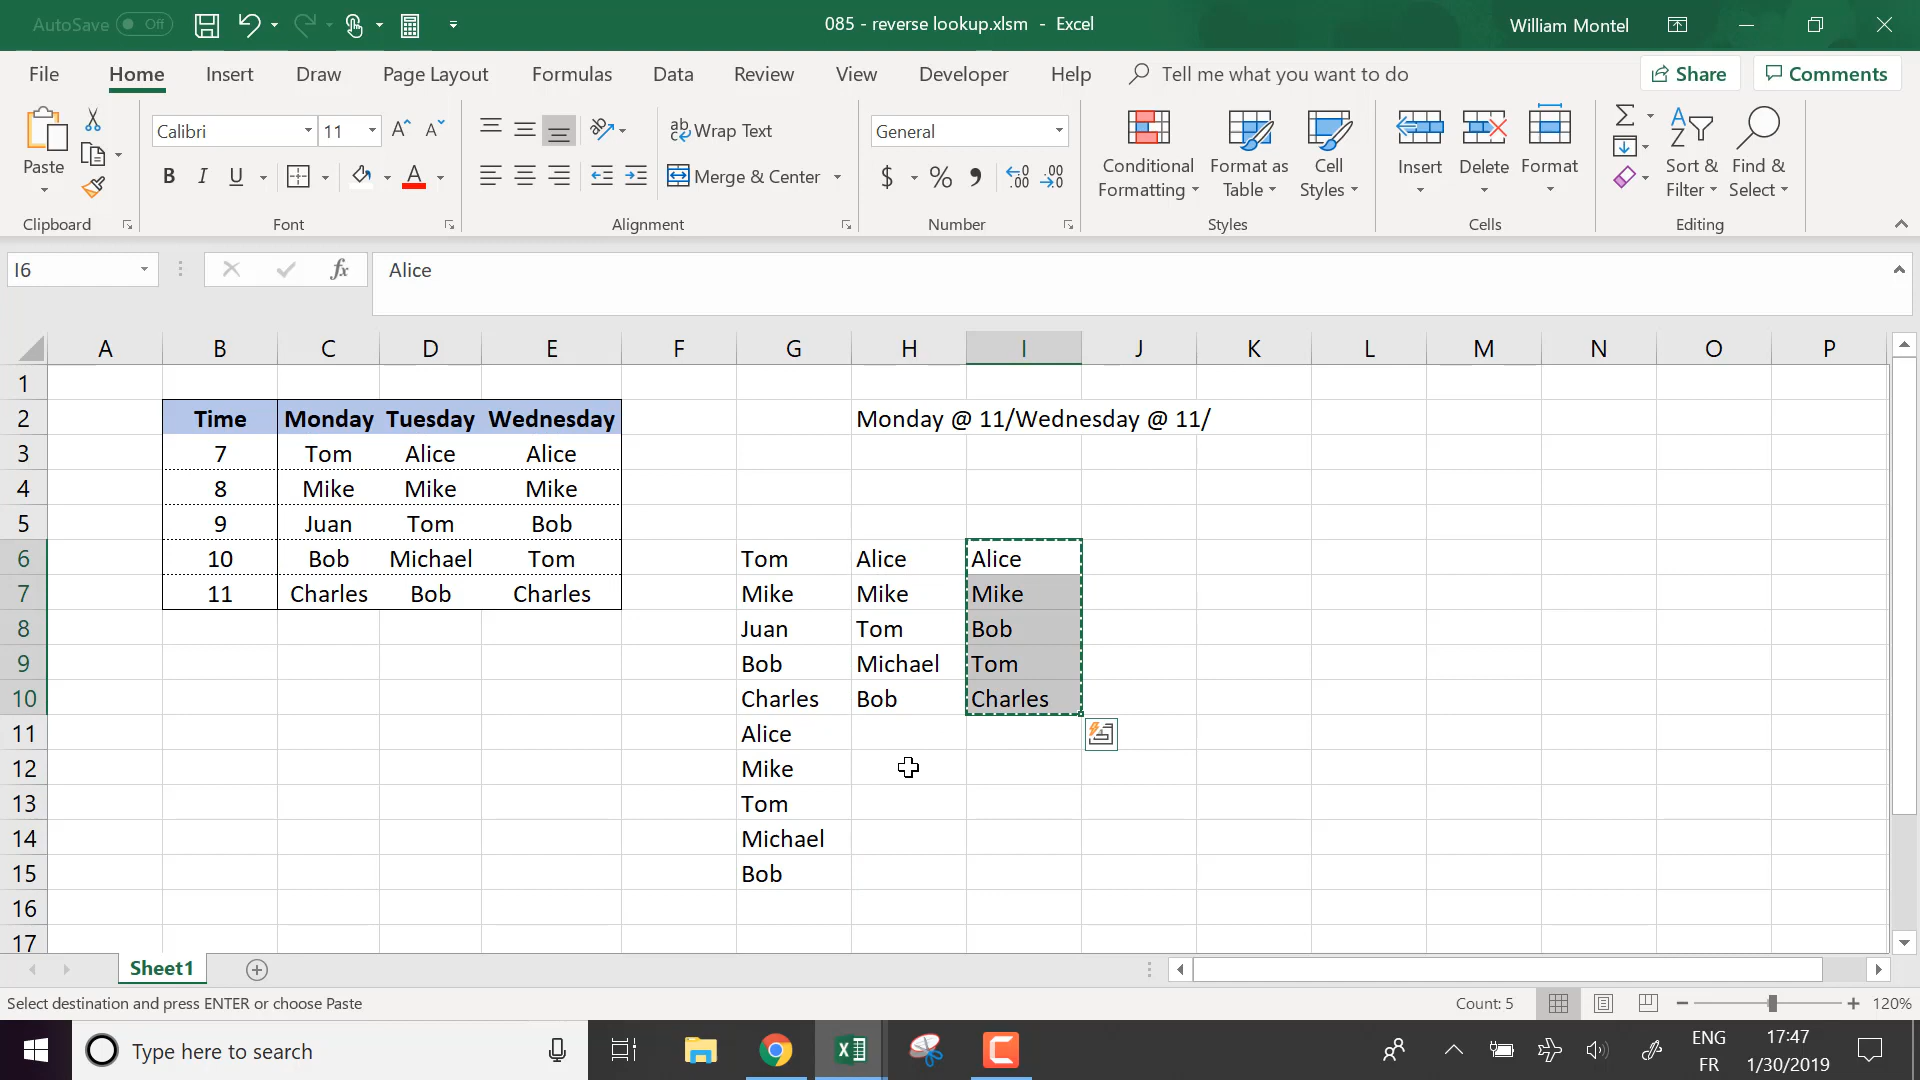 AutoSave Off
085 - reverse lookup.xlsm - Excel
William Montel
File Home Insert Draw Page Layout Formulas Data Review View Developer Help Tell me what you want to do
Share Comments
Paste
Clipboard
Calibri 11
B I U A
Font
Wrap Text
Merge & Center
Alignment
General
$ % ,
Number
Conditional Formatting
Format as Table
Cell Styles
Styles
Insert Delete Format
Cells
Sort & Filter
Find & Select
Editing
I6 fx Alice
A B C D E F G H I J K L M N O P
1
2 Time Monday Tuesday Wednesday Monday @ 11/Wednesday @ 11/
3 7 Tom Alice Alice
4 8 Mike Mike Mike
5 9 Juan Tom Bob
6 10 Bob Michael Tom Tom Alice Alice
7 11 Charles Bob Charles Mike Mike Mike
8 Juan Tom Bob
9 Bob Michael Tom
10 Charles Bob Charles
11 Alice
12 Mike
13 Tom
14 Michael
15 Bob
16
17
Sheet1
Select destination and press ENTER or choose Paste
Count: 5
120%
Type here to search
ENG
FR
17:47
1/30/2019